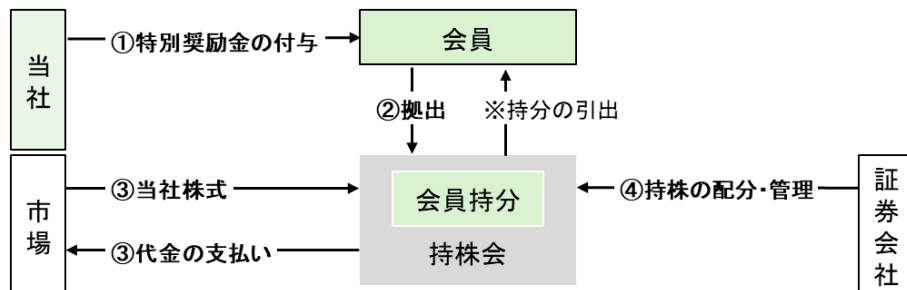 当社
①特別奨励金の付与
会員
②拠出
※持分の引出
市場
③当社株式
③代金の支払い
会員持分
持株会
④持株の配分・管理
証券会社